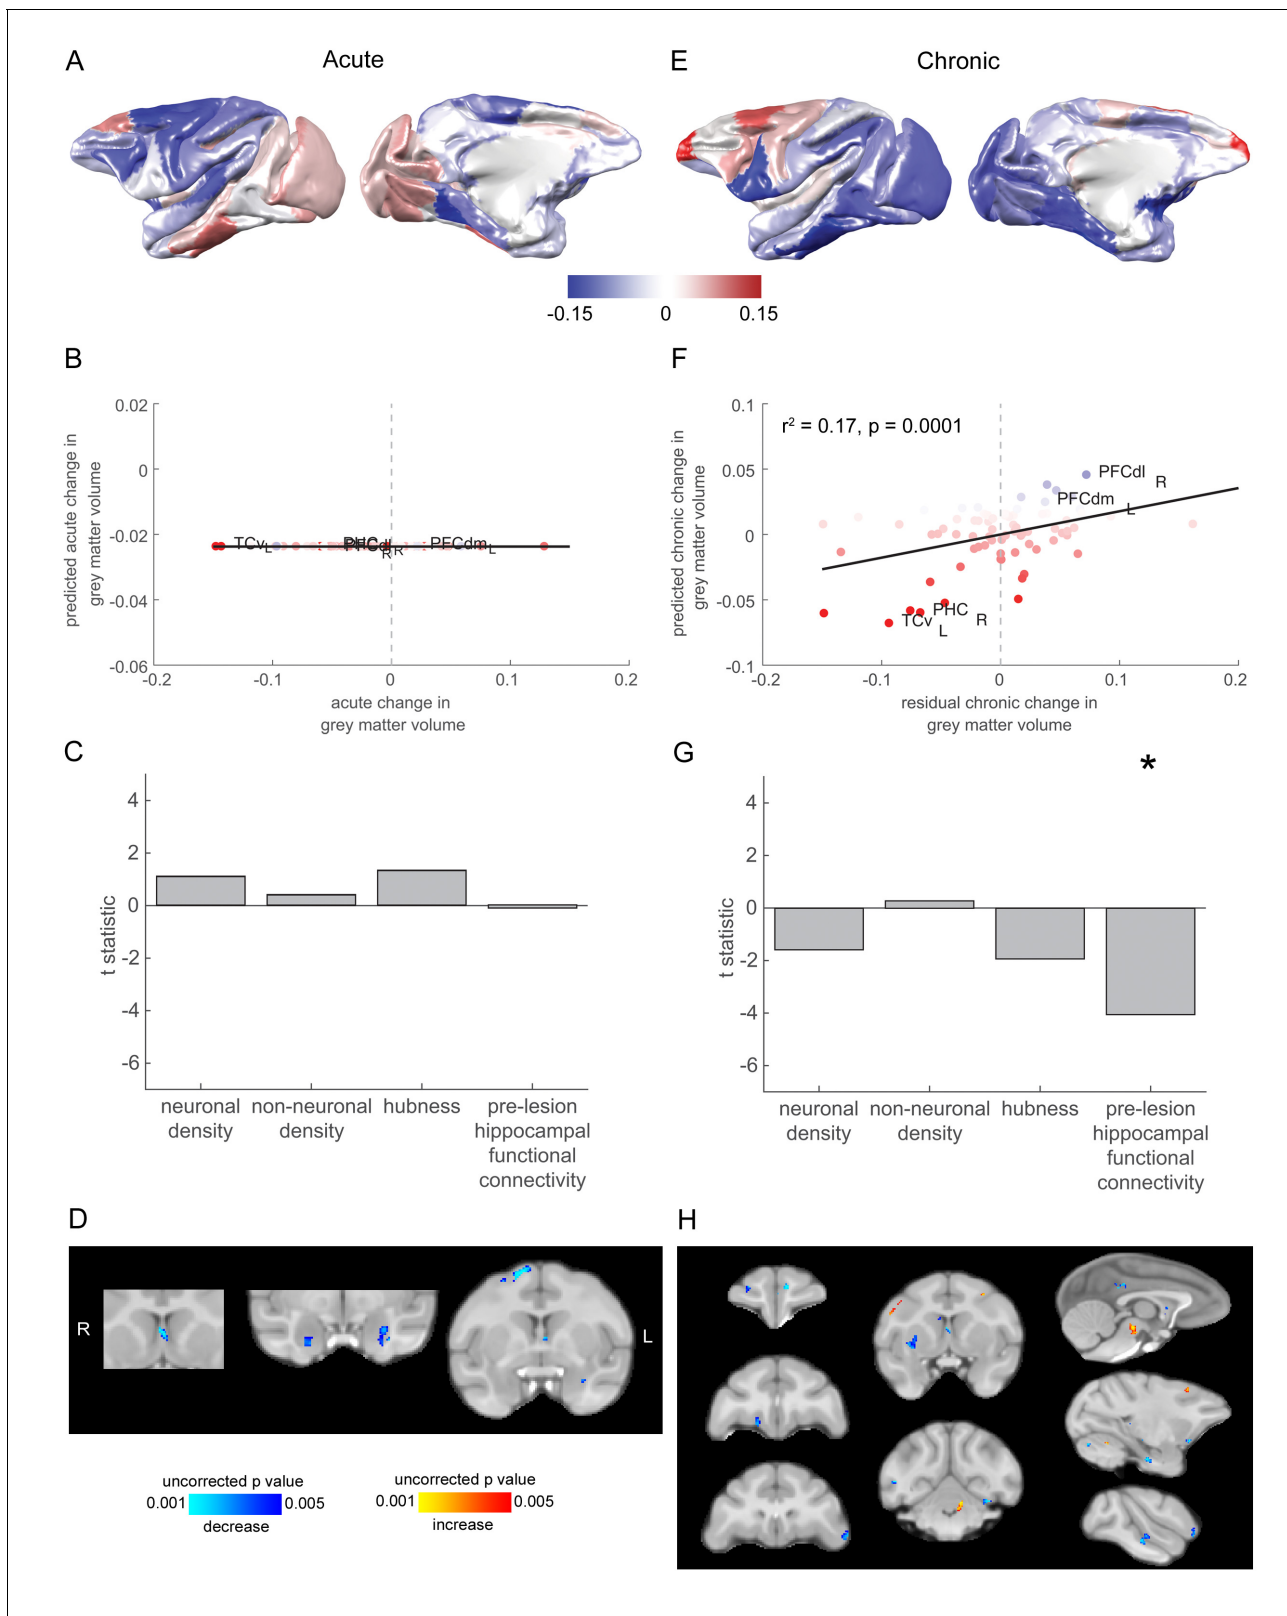 A
Acute
E
Chronic
-0.15
0
0.15
B
0.02
0
-0.02
-0.04
-0.06
predicted acute change in
grey matter volume
TCv L
PHC R
PFCdl R
PFCdm L
-0.2
-0.1
0
0.1
0.2
acute change in
grey matter volume
F
r² = 0.17, p = 0.0001
0.1
0.05
0
-0.05
-0.1
predicted chronic change in
grey matter volume
PFCdl R
PFCdm L
PHC R
TCv L
-0.2
-0.1
0
0.1
0.2
residual chronic change in
grey matter volume
C
4
2
0
-2
-4
-6
t statistic
neuronal
density
non-neuronal
density
hubness
pre-lesion
hippocampal
functional
connectivity
G
*
4
2
0
-2
-4
-6
t statistic
neuronal
density
non-neuronal
density
hubness
pre-lesion
hippocampal
functional
connectivity
D
R
L
uncorrected p value
0.001
0.005
decrease
uncorrected p value
0.001
0.005
increase
H